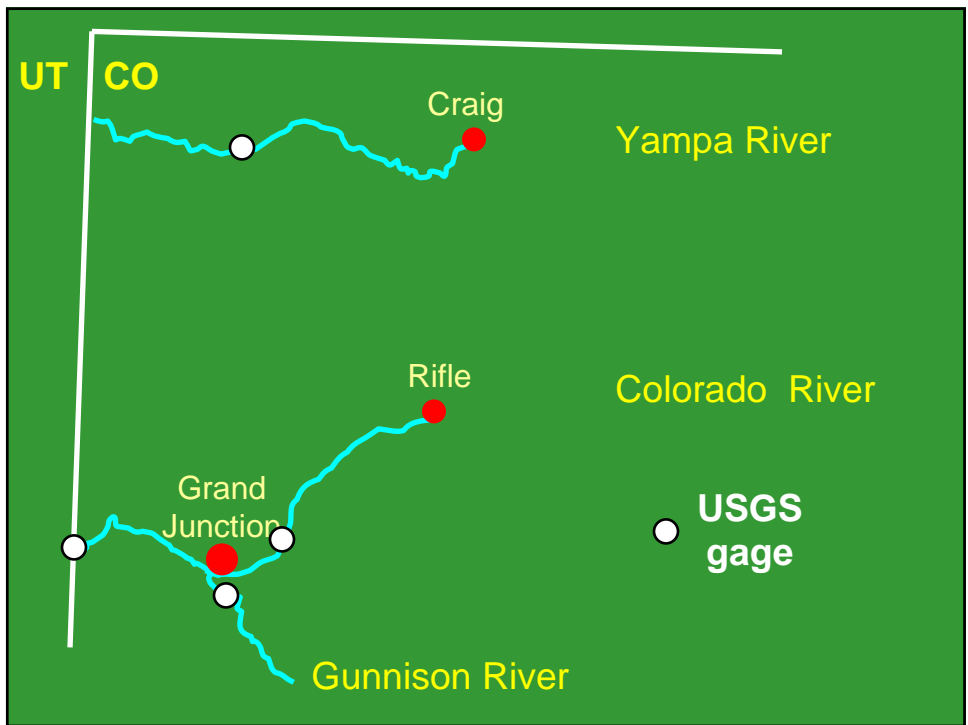 UT CO
Craig
Yampa River
Rifle
Colorado River
Grand
Junction
USGS
gage
Gunnison River